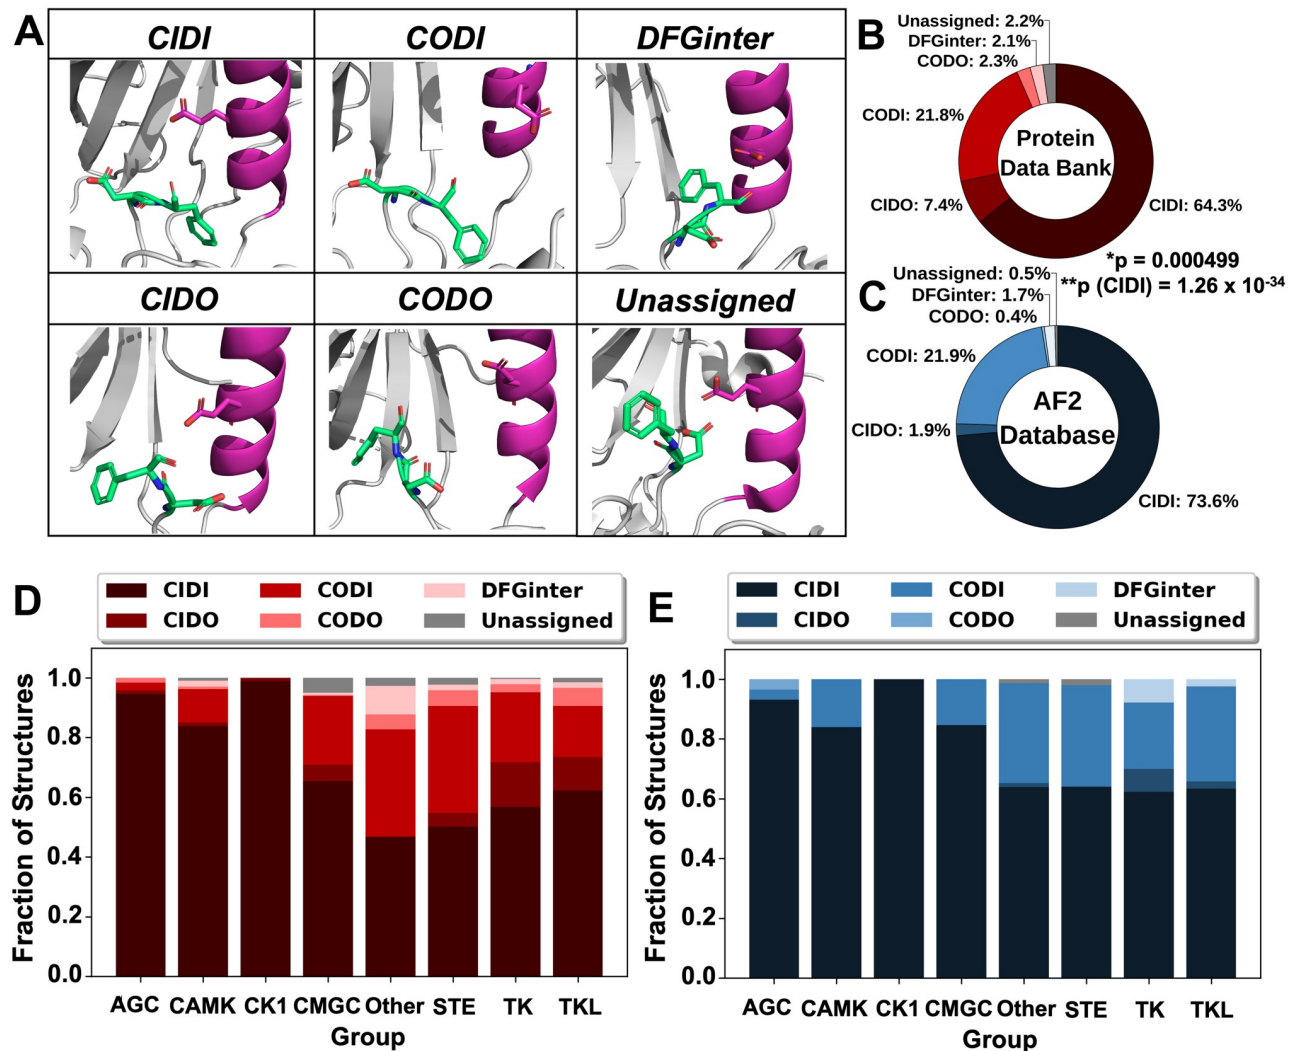 A
CIDI
CODI
DFGinter
CIDO
CODO
Unassigned
B
Unassigned: 2.2%
DFGinter: 2.1%
CODO: 2.3%
CODI: 21.8%
CIDO: 7.4%
CIDI: 64.3%
Protein
Data Bank
*p = 0.000499
**p (CIDI) = 1.26 x 10-34
C
Unassigned: 0.5%
DFGinter: 1.7%
CODO: 0.4%
CODI: 21.9%
CIDO: 1.9%
CIDI: 73.6%
AF2
Database
D
CIDI CODI DFGinter
CIDO CODO Unassigned
Fraction of Structures
1.0
0.8
0.6
0.4
0.2
0.0
AGC CAMK CK1 CMGC Other STE TK TKL
Group
E
CIDI CODI DFGinter
CIDO CODO Unassigned
Fraction of Structures
1.0
0.8
0.6
0.4
0.2
0.0
AGC CAMK CK1 CMGC Other STE TK TKL
Group